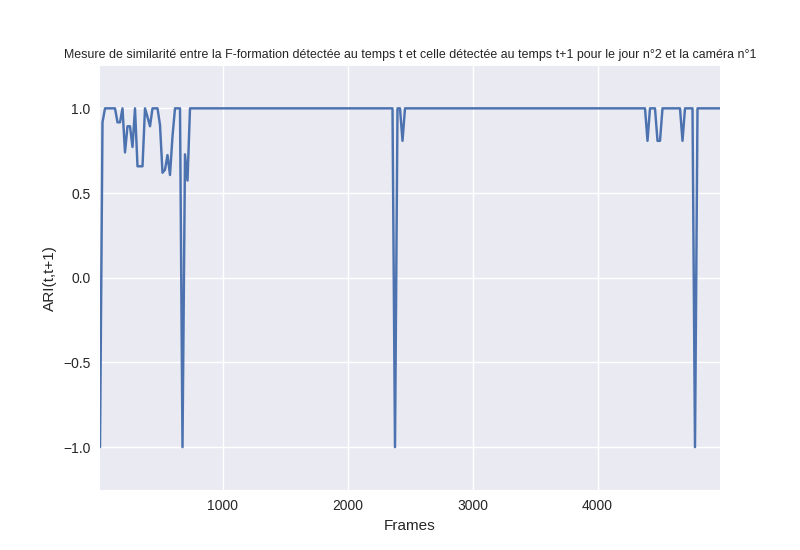 Mesure de similarité entre la F-formation détectée au temps t et celle détectée au temps t+1 pour le jour n°2 et la caméra n°1
1.0
0.5
0.0
−0.5
−1.0
ARI(t,t+1)
1000 2000 3000 4000
Frames